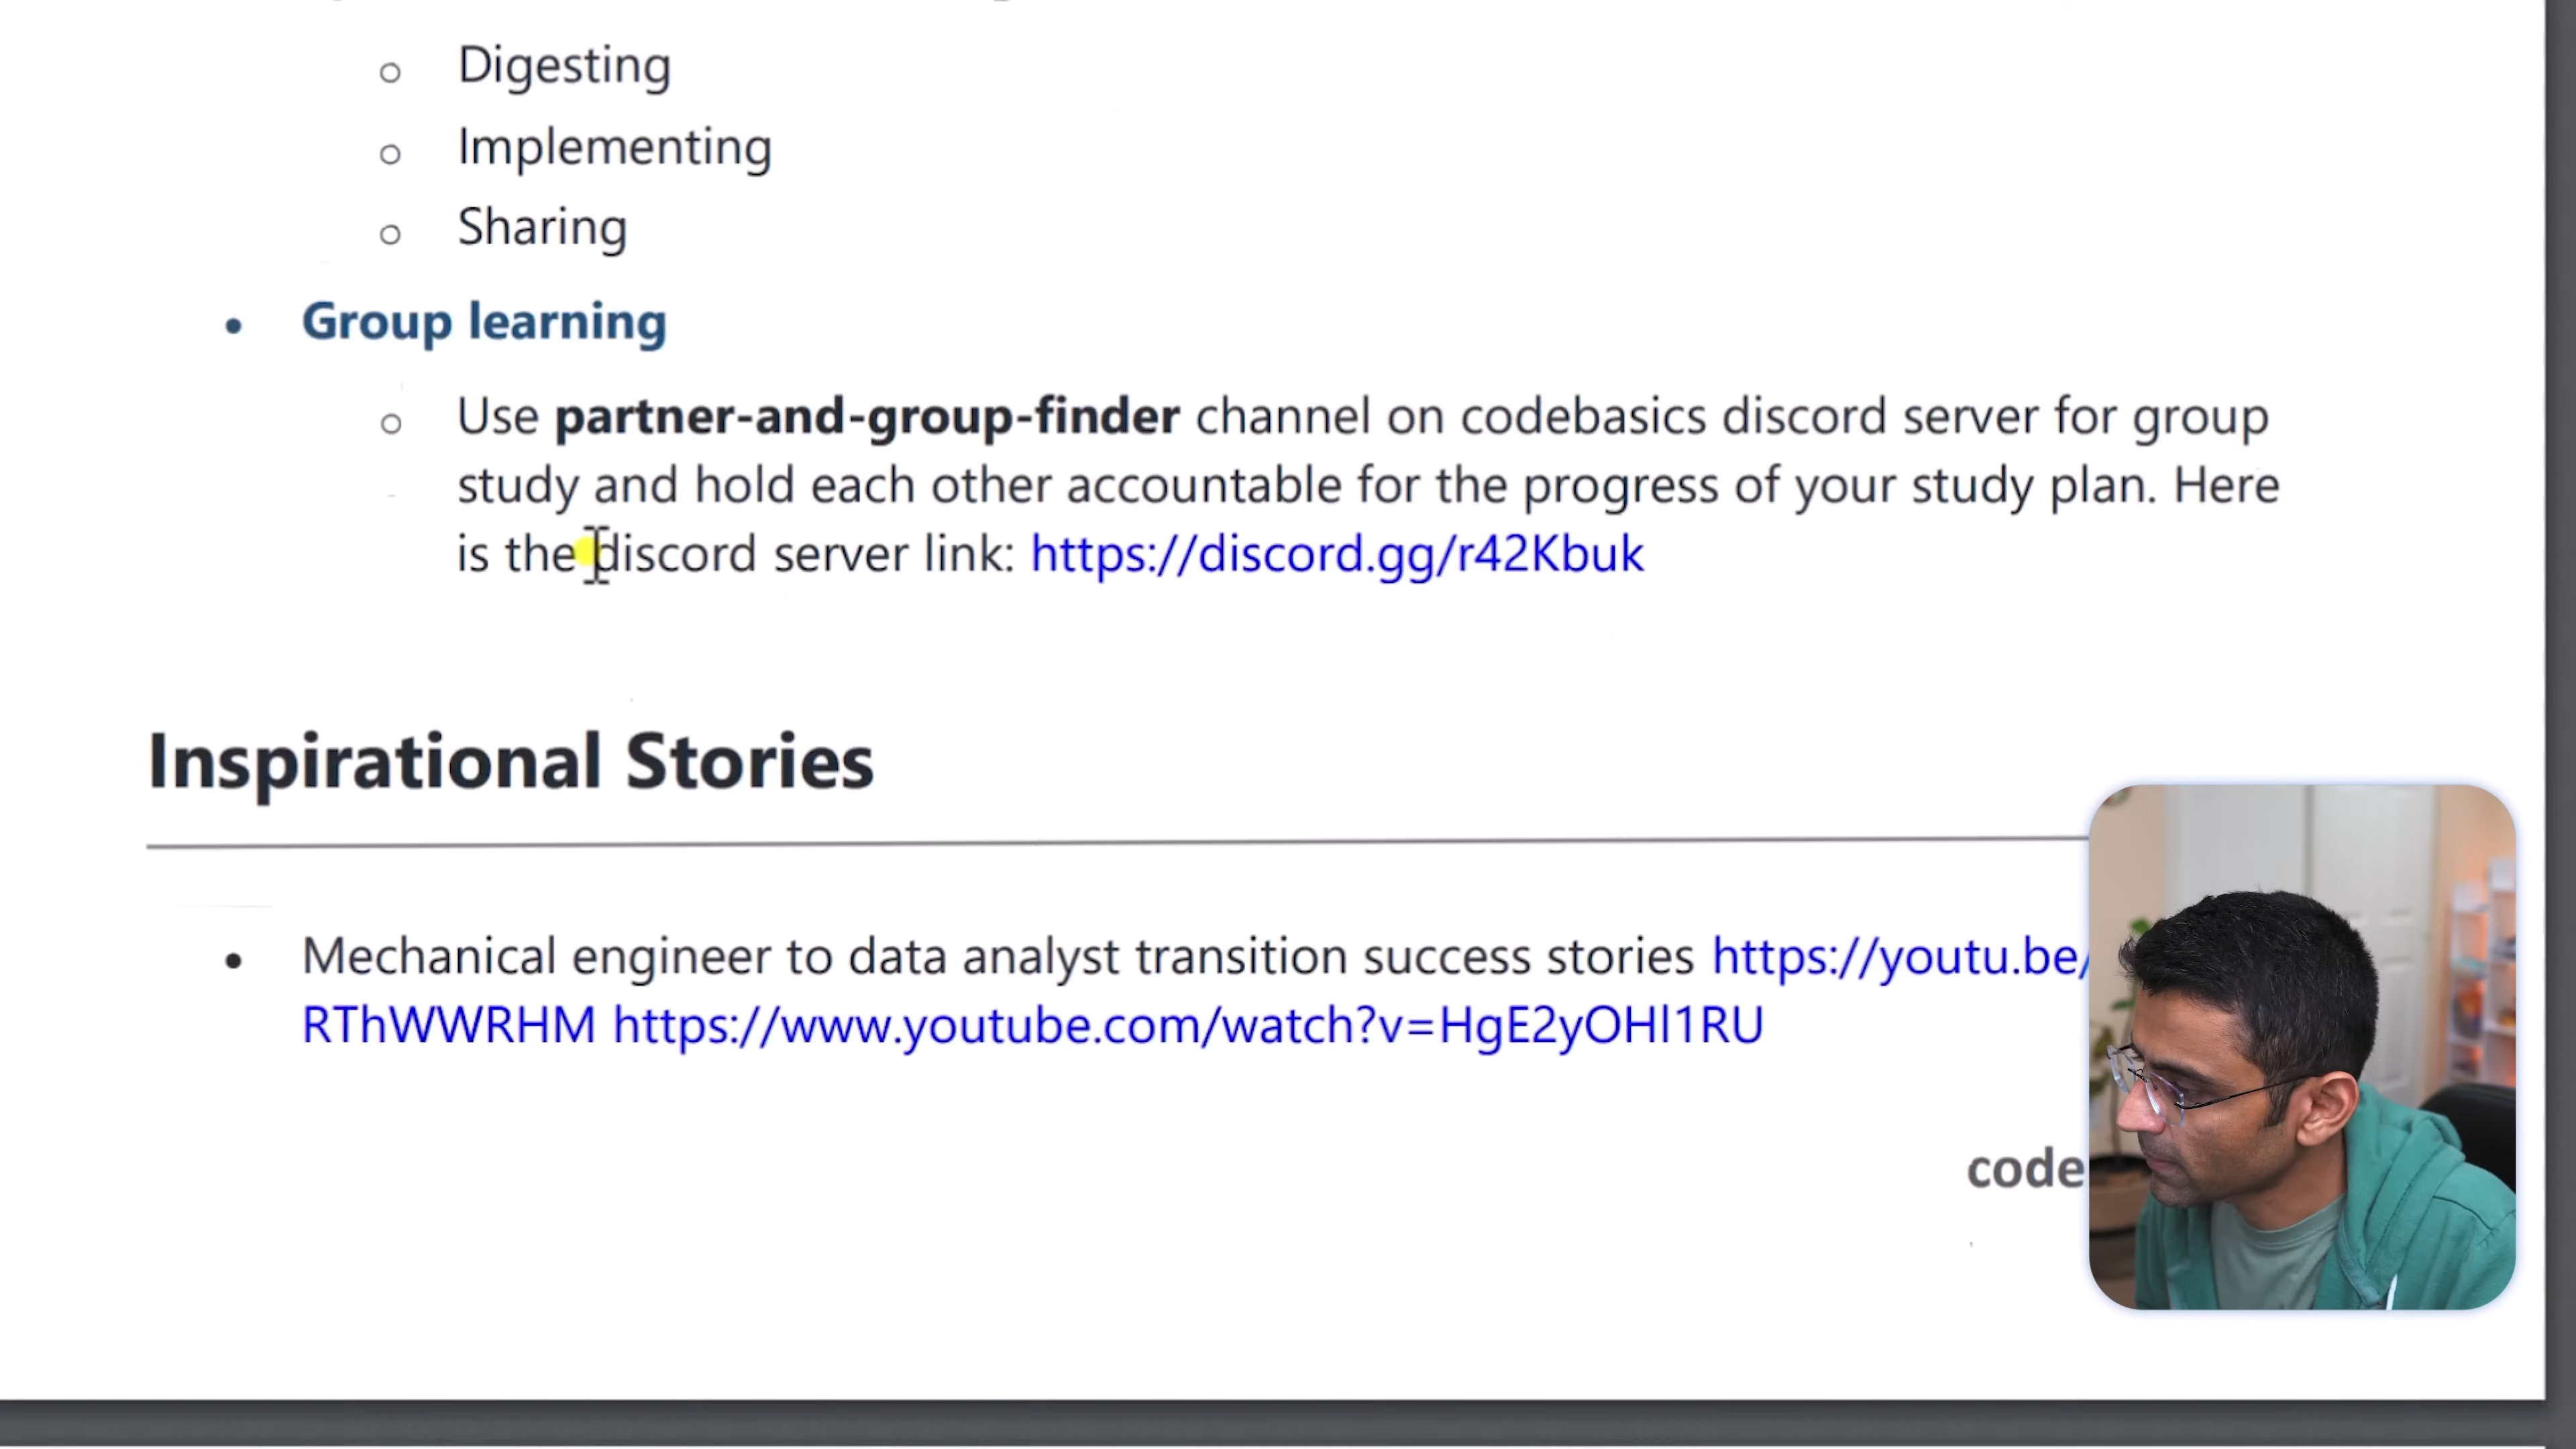 Digesting
Implementing
Sharing
Group learning
Use partner-and-group-finder channel on codebasics discord server for group
study and hold each other accountable for the progress of your study plan. Here
is the discord server link: https://discord.gg/r42Kbuk
Inspirational Stories
Mechanical engineer to data analyst transition success stories https://youtu.be/
RThWWRHM https://www.youtube.com/watch?v=HgE2yOHl1RU
code